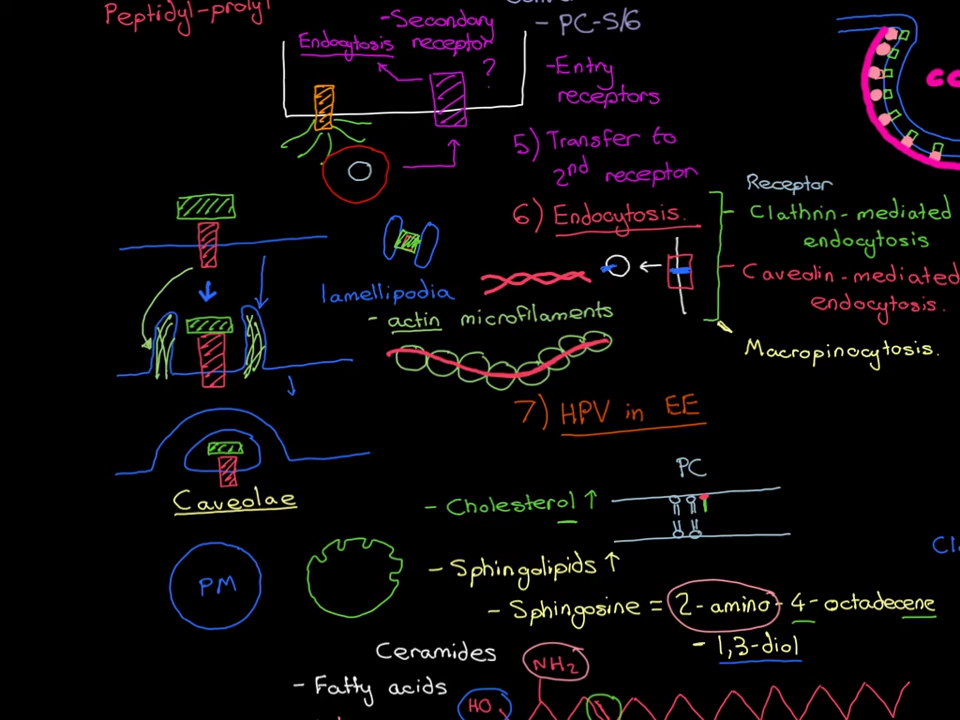 Peptidyl-prolyl
- Secondary
Endocytosis receptor
?
- PC-S/6
- Entry
receptors
5) Transfer to
2nd receptor
6) Endocytosis.
Receptor
Clathrin-mediated
endocytosis
Caveolin-mediated
endocytosis.
Macropinocytosis.
lamellipodia
- actin microfilaments
7) HPV in EE
Caveolae
PM
PC
- Cholesterol ↑
- Sphingolipids ↑
- Sphingosine = 2-amino-4-octadecene
- 1,3-diol
Ceramides
- Fatty acids
NH2
HO